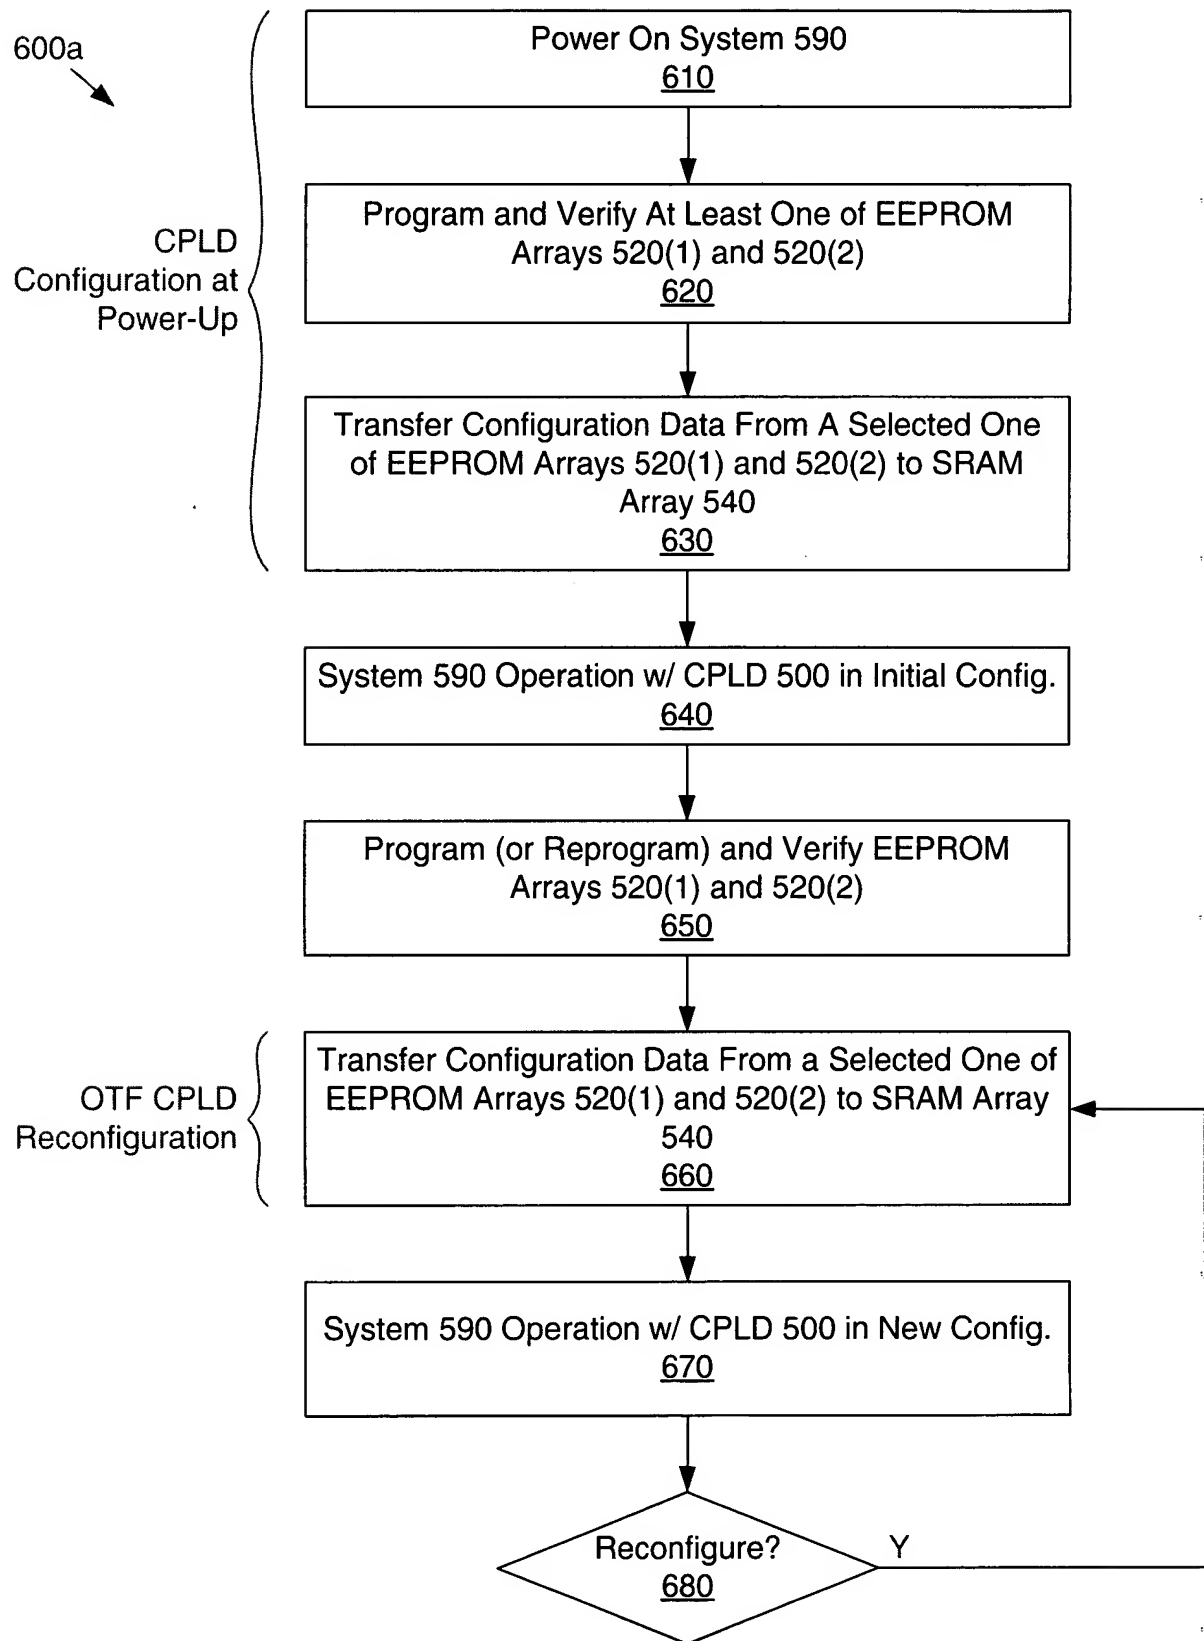 600a
Power On System 590
610
CPLD
Configuration at
Power-Up
Program and Verify At Least One of EEPROM
Arrays 520(1) and 520(2)
620
Transfer Configuration Data From A Selected One
of EEPROM Arrays 520(1) and 520(2) to SRAM
Array 540
630
System 590 Operation w/ CPLD 500 in Initial Config.
640
Program (or Reprogram) and Verify EEPROM
Arrays 520(1) and 520(2)
650
OTF CPLD
Reconfiguration
Transfer Configuration Data From a Selected One of
EEPROM Arrays 520(1) and 520(2) to SRAM Array
540
660
System 590 Operation w/ CPLD 500 in New Config.
670
Reconfigure?
680
Y